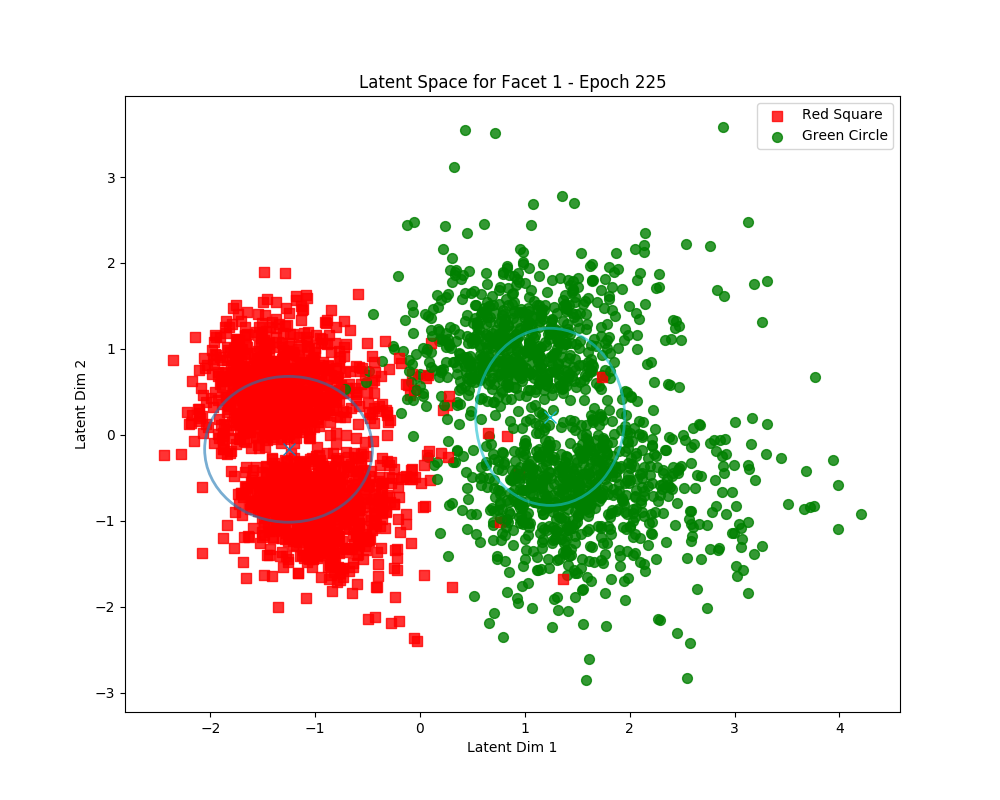 Latent Space for Facet 1 - Epoch 225
Red Square
Green Circle
3
2
1
0
−1
−2
−3
Latent Dim 2
−2
−1
0
1
2
3
4
Latent Dim 1